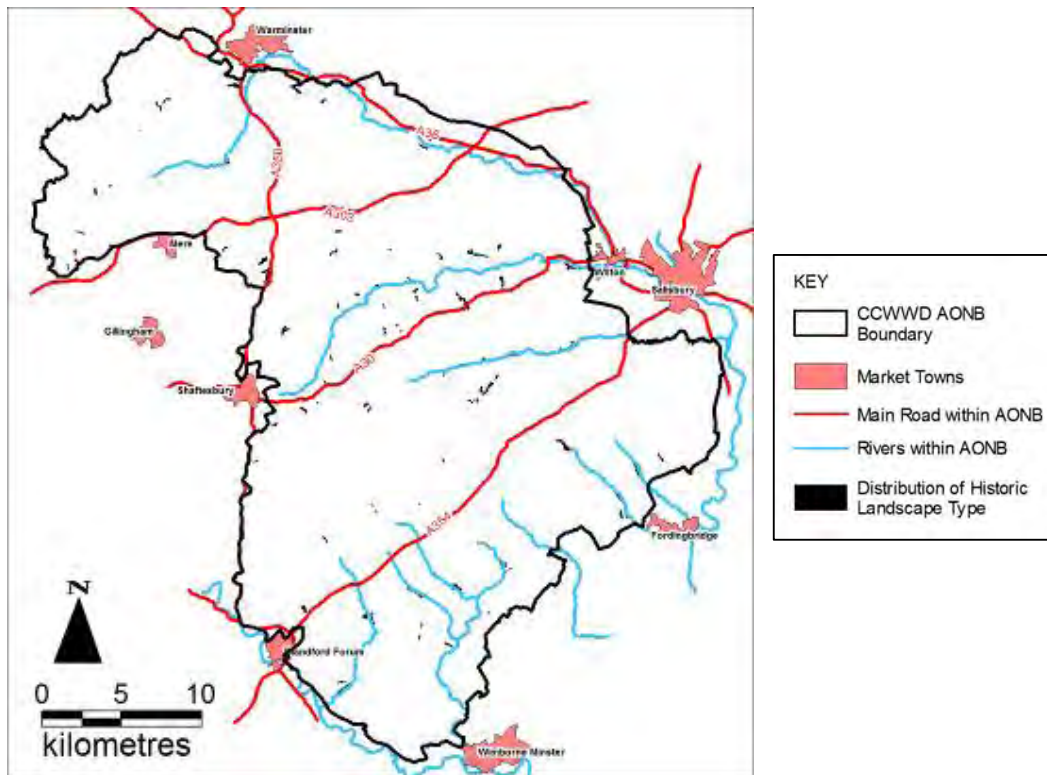 Warminster
A36
A350
A303
Mere
Wilton
Salisbury
Gillingham
A30
Shaftesbury
A354
Fordingbridge
N
Blandford Forum
0 5 10
kilometres
Wimborne Minster
KEY
CCWWD AONB
Boundary
Market Towns
Main Road within AONB
Rivers within AONB
Distribution of Historic
Landscape Type